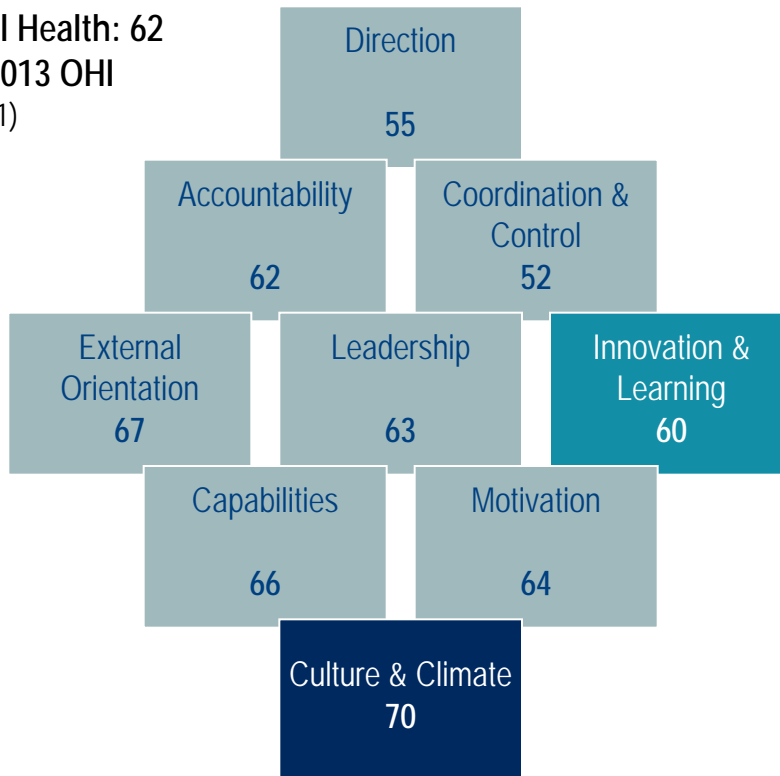 l Health: 62
013 OHI
1)
Direction
55
Accountability
62
Coordination &
Control
52
External
Orientation
67
Leadership
63
Innovation &
Learning
60
Capabilities
66
Motivation
64
Culture & Climate
70